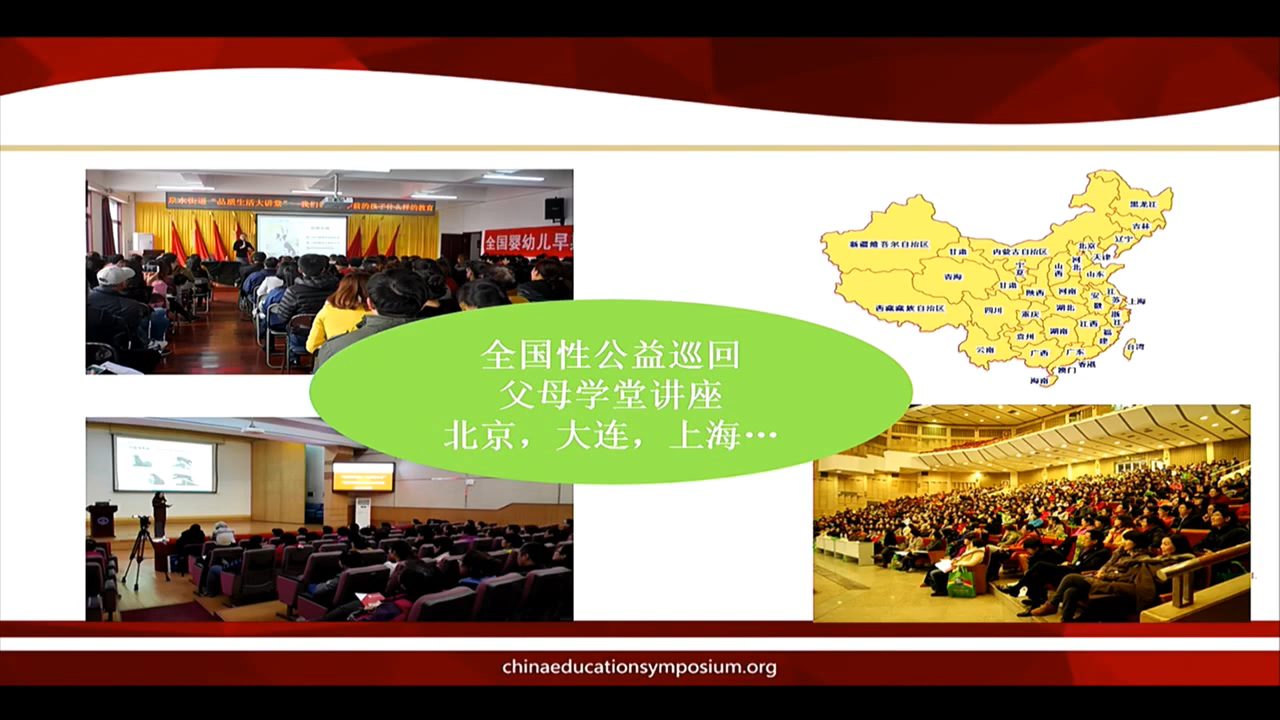 全国婴幼儿早
全国性公益巡回
父母学堂讲座
北京，大连，上海…
黑龙江
吉林
辽宁
新疆维吾尔自治区
甘肃
内蒙古自治区
北京
天津
河北
山西
山东
宁夏
青海
甘肃
陕西
河南
西藏藏族自治区
四川
重庆
湖北
安徽
江苏
上海
浙江
湖南
江西
贵州
福建
云南
广西
广东
台湾
香港
澳门
海南
chinaeducationsymposium.org